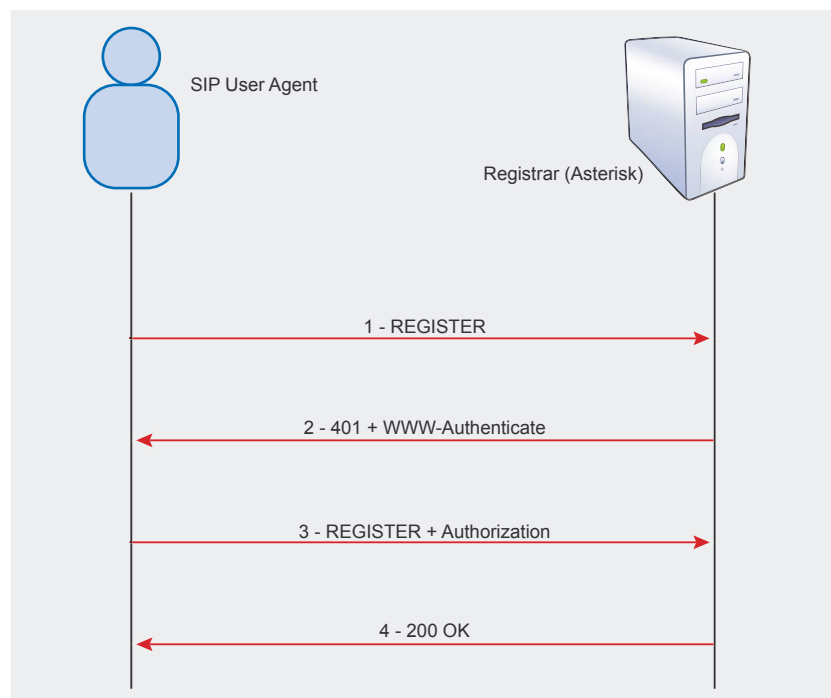 SIP User Agent
Registrar (Asterisk)
1 - REGISTER
2 - 401 + WWW-Authenticate
3 - REGISTER + Authorization
4 - 200 OK